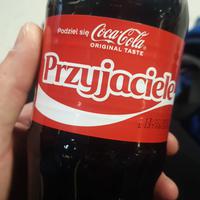 Podziel się
Coca-Cola
ORIGINAL TASTE
Przyjaciele